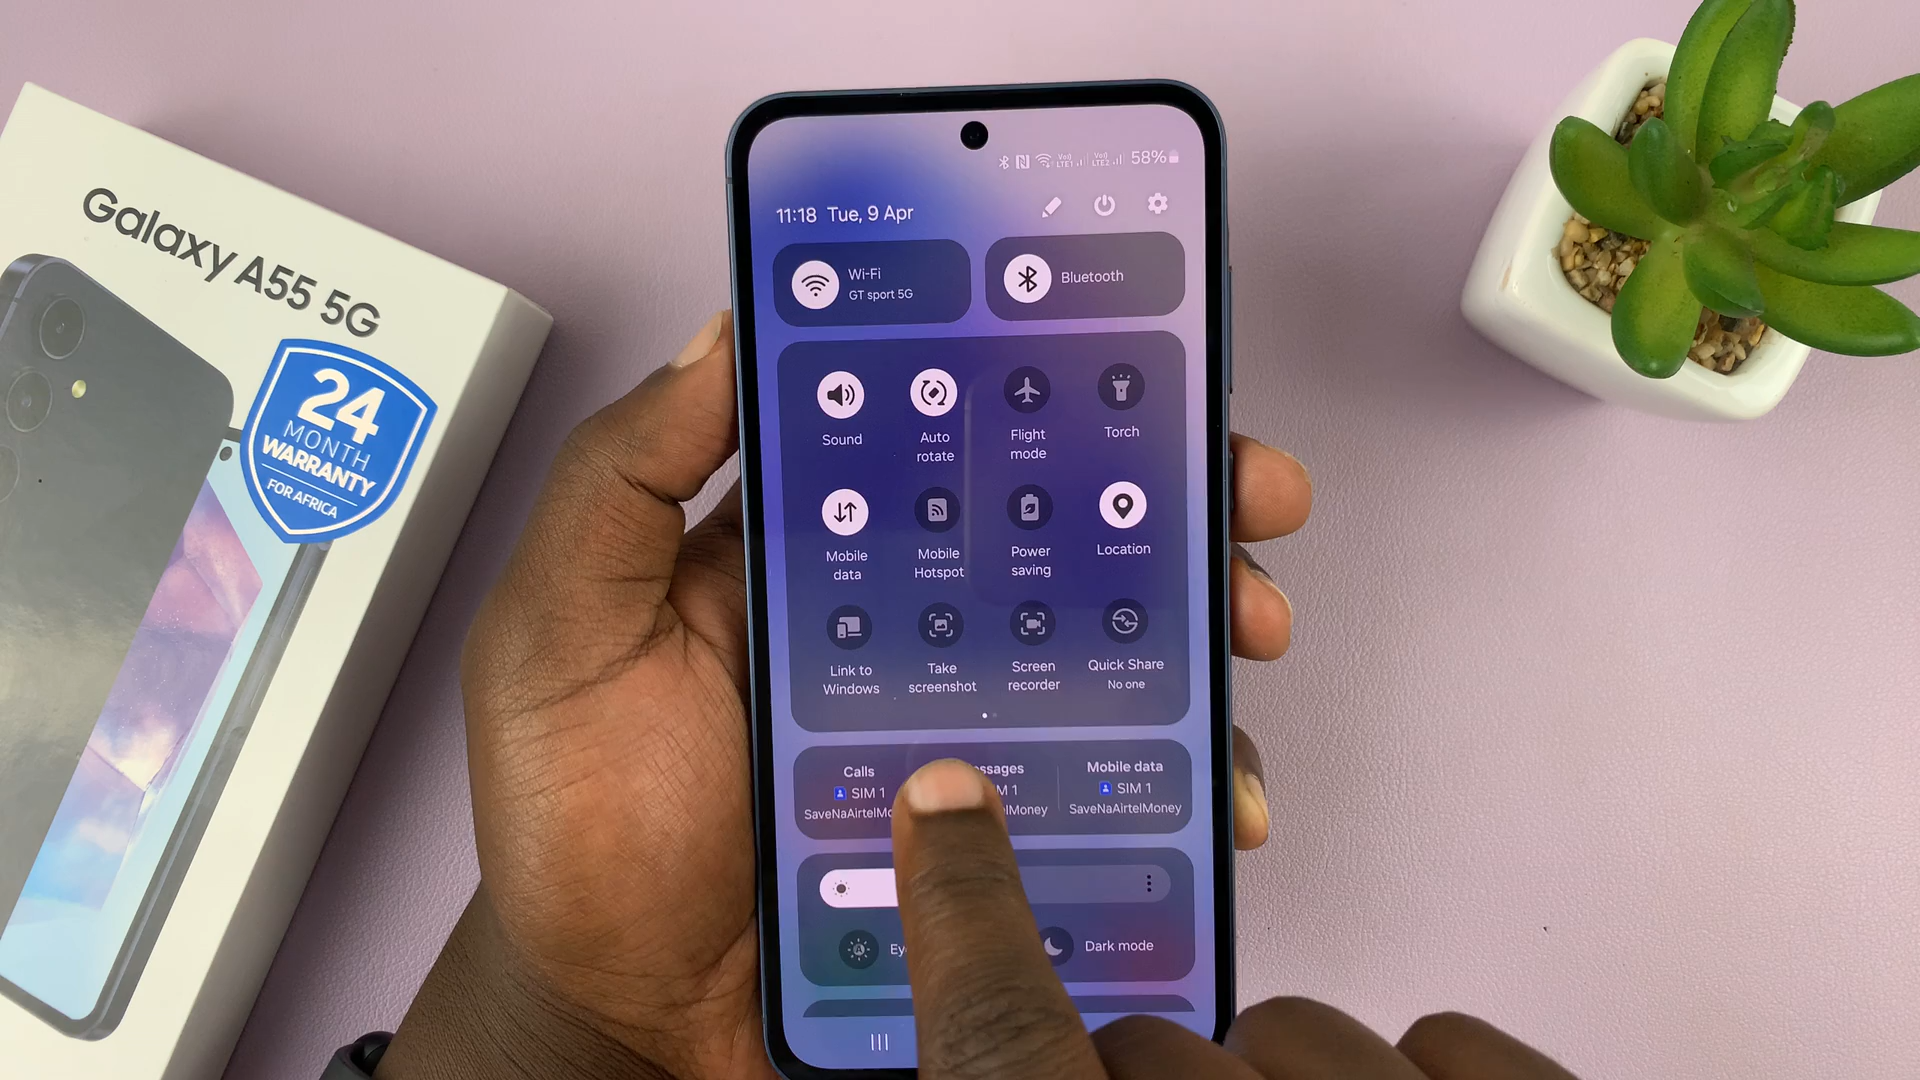 Galaxy A55 5G
24
MONTH
WARRANTY
FOR AFRICA
58%
11:18 Tue, 9 Apr
Wi-Fi
GT sport 5G
Bluetooth
Sound
Auto
rotate
Flight
mode
Torch
Mobile
data
Mobile
Hotspot
Power
saving
Location
Link to
Windows
Take
screenshot
Screen
recorder
Quick Share
No one
Calls
SIM 1
Mobile data
SIM 1
SaveNaAirtelMoney
Dark mode